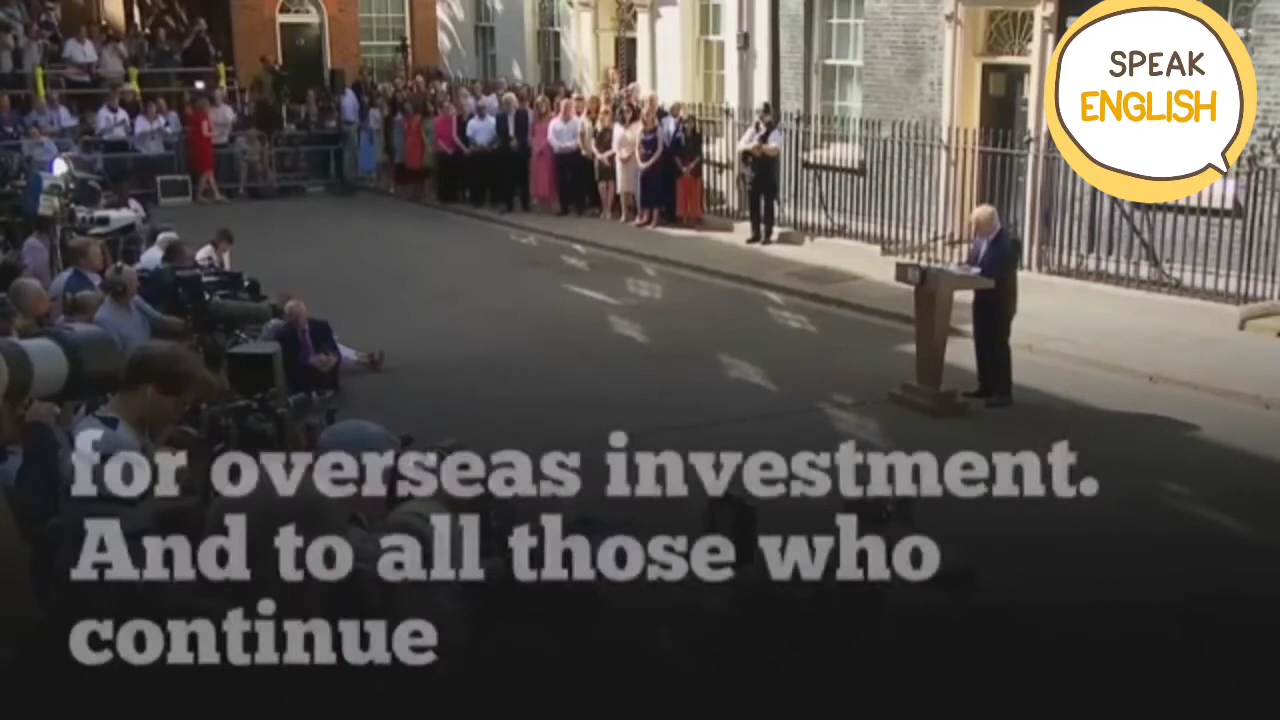 SPEAK
ENGLISH
for overseas investment.
And to all those who
continue